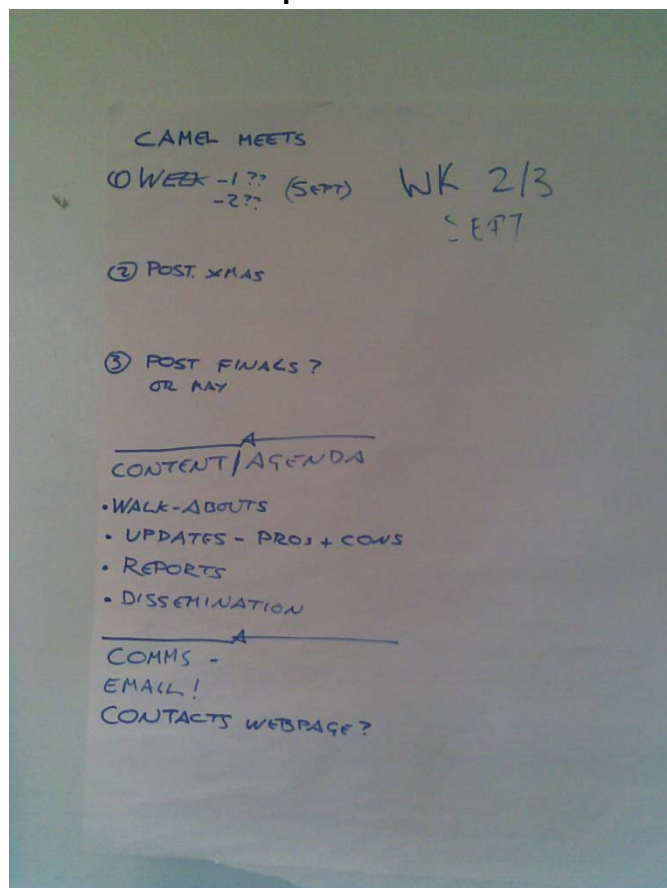 CAMEL MEETS
① WEEK -1 ?? (SEPT) WK 2/3
-2 ?? SEPT
② POST. XMAS
③ POST FINALS ?
OR MAY
CONTENT / AGENDA
• WALK-ABOUTS
• UPDATES - PROS + CONS
• REPORTS
• DISSEMINATION
COMMS -
EMAIL !
CONTACTS WEBPAGE ?